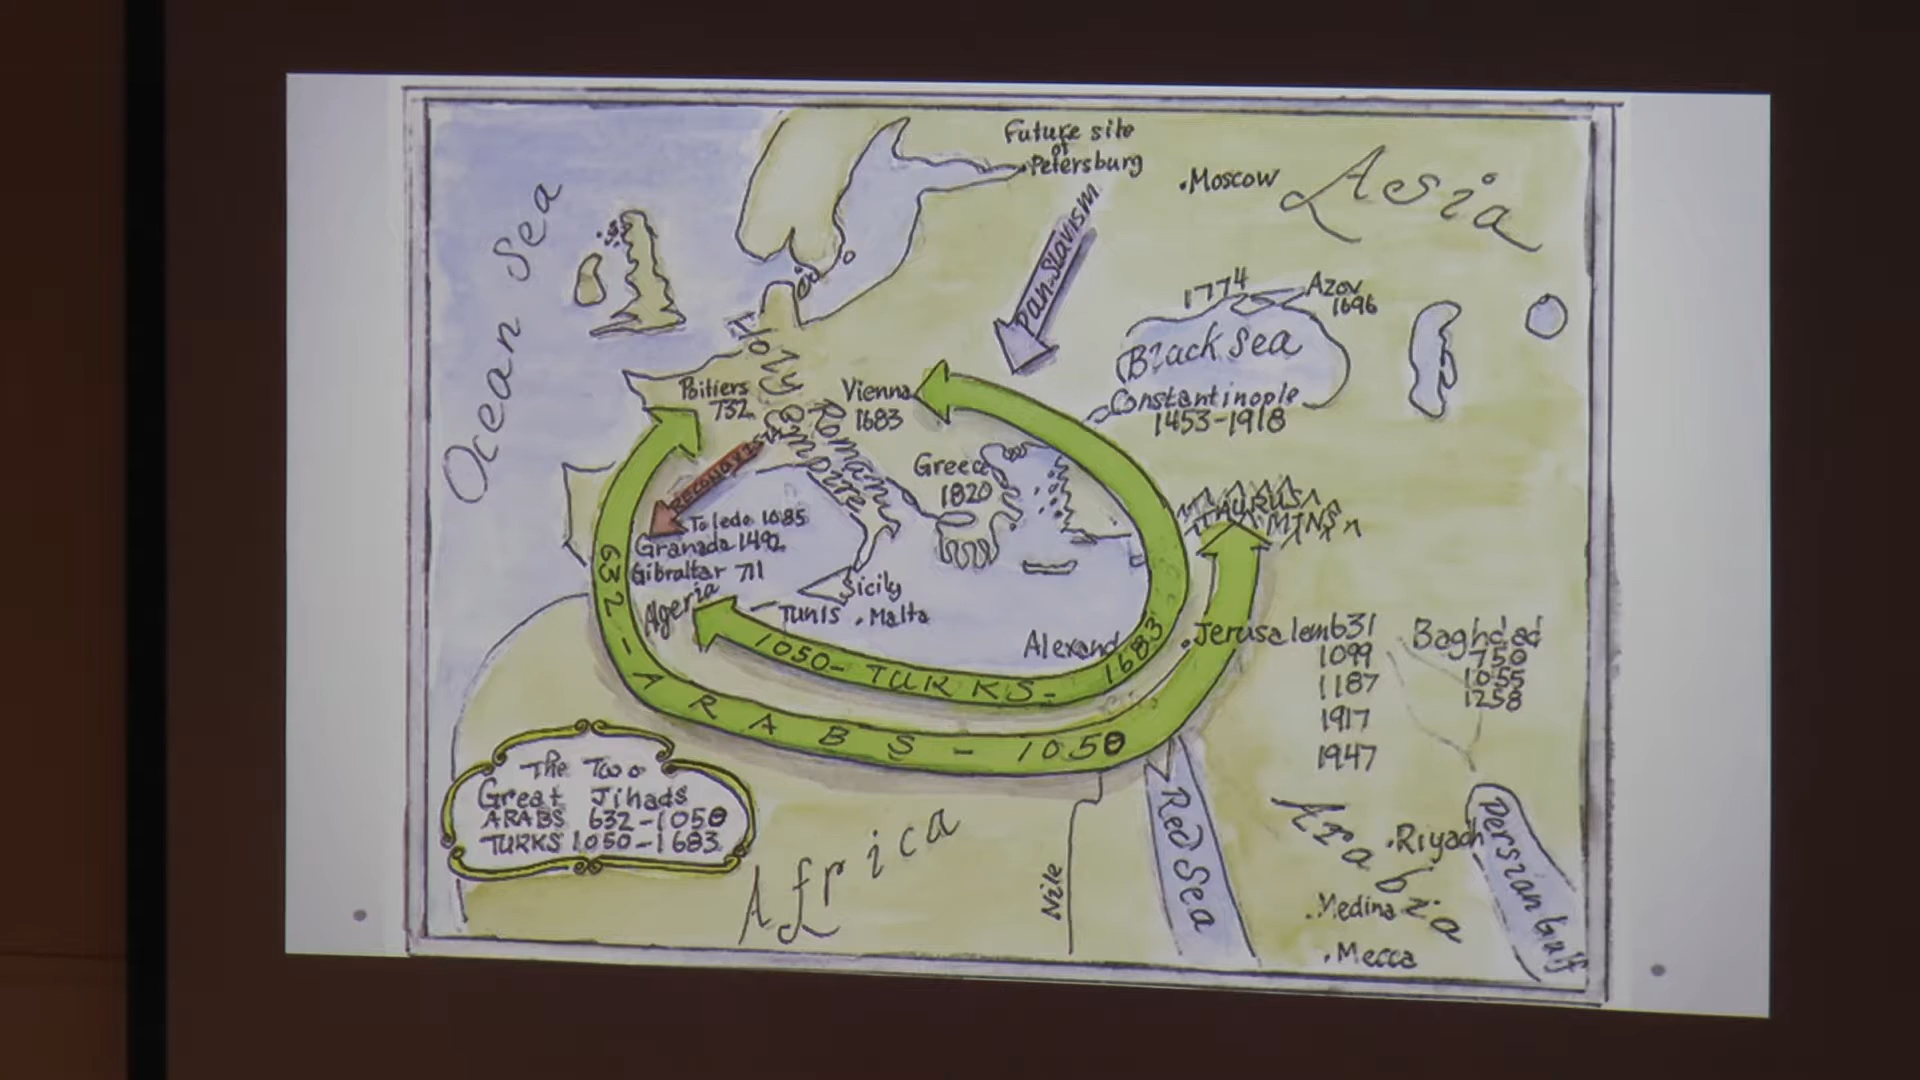 Future site
of
Petersburg
.Moscow
Asia
Ocean Sea
PAN-SLAVISM
1774
Azov
1696
Black Sea
Holy
Roman
Empire
Poitiers
732
Vienna
1683
Constantinople
1453-1918
Greece
1820
TAURUS
MTNS
Toledo 1085
Granada 1492
Gibraltar 711
Algeria
Sicily
Tunis
. Malta
Alexand
1050- TURKS- 1683
632-ARABS-1050
.Jerusalem631
1099
1187
1917
1947
Baghdad
750
1055
1258
The Two
Great Jihads
ARABS 632-1050
TURKS 1050-1683
Africa
Nile
Red Sea
Arabia
.Riyadh
.Medina
.Mecca
Persian Gulf